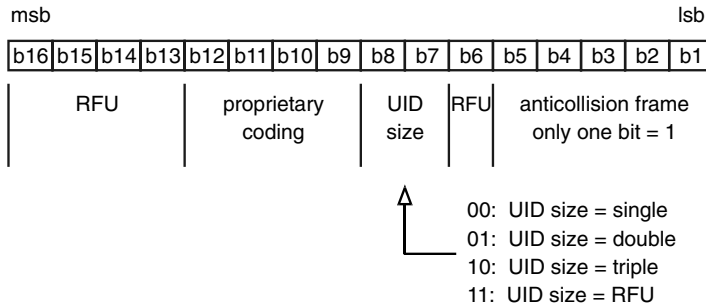 msb lsb
b16 b15 b14 b13 b12 b11 b10 b9 b8 b7 b6 b5 b4 b3 b2 b1
RFU proprietary UID RFU anticollision frame
coding size only one bit = 1
00: UID size = single
01: UID size = double
10: UID size = triple
11: UID size = RFU